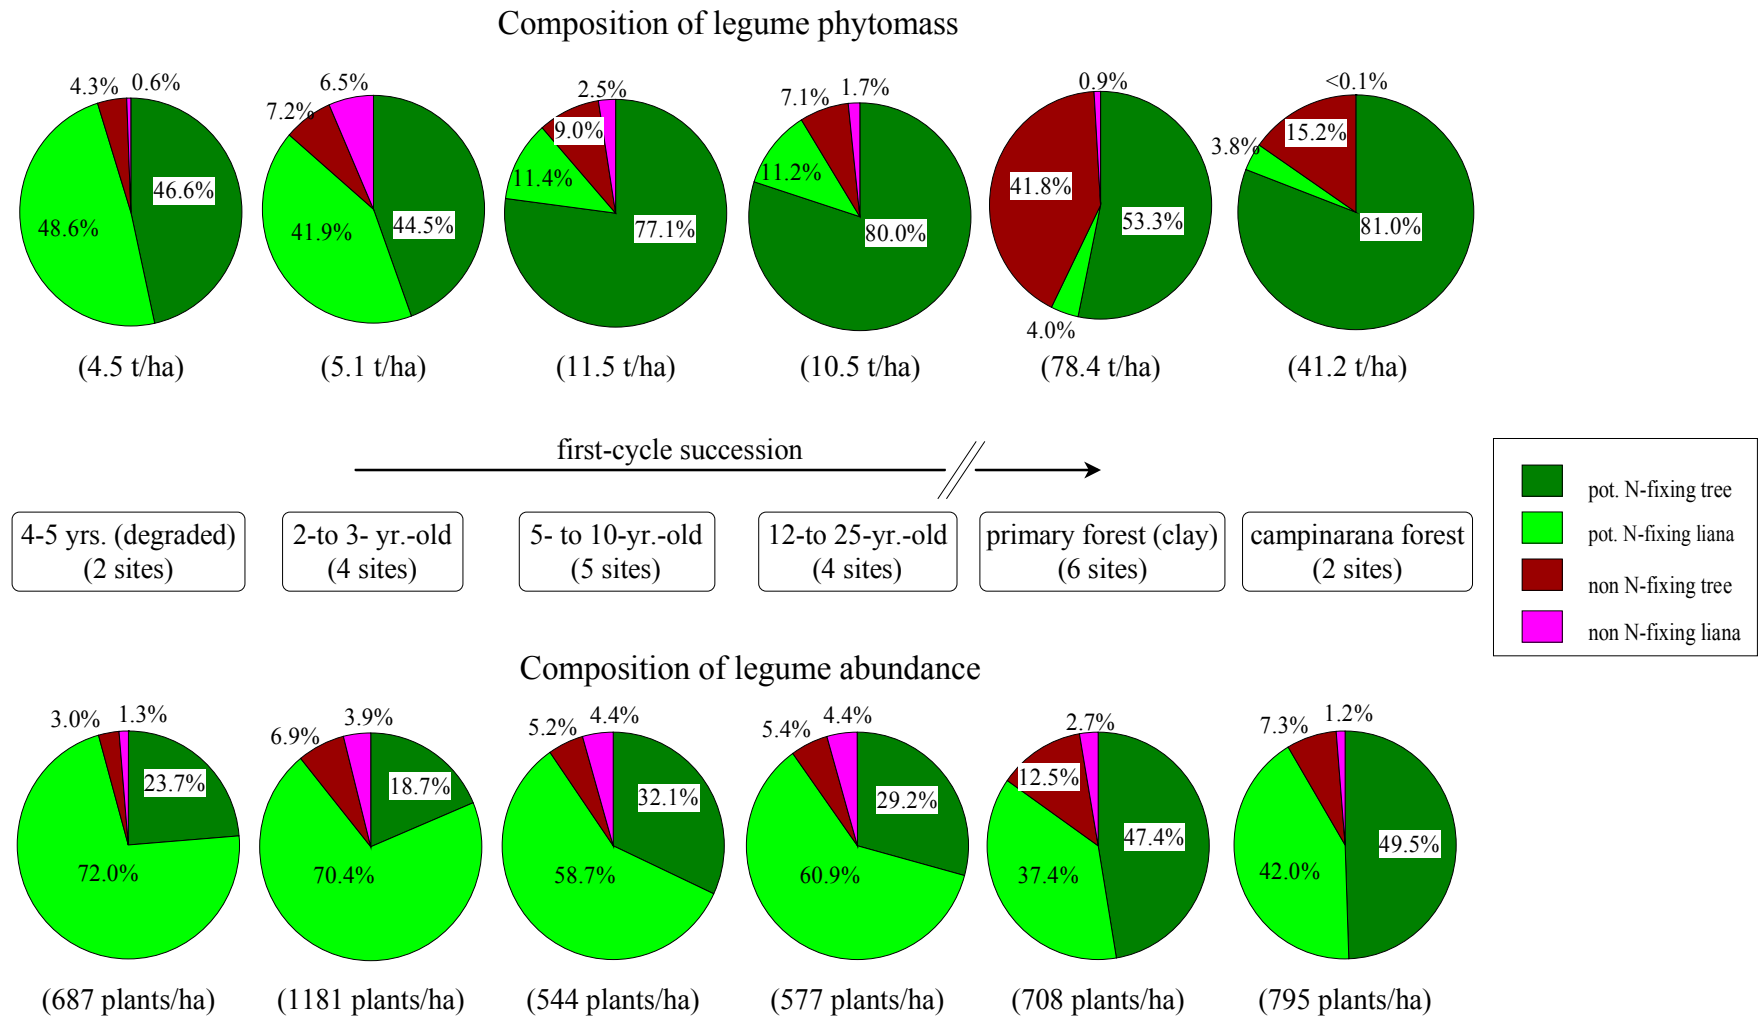 Composition of legume phytomass
4.3%
0.6%
46.6%
48.6%
7.2%
6.5%
44.5%
41.9%
2.5%
9.0%
11.4%
77.1%
7.1%
1.7%
11.2%
80.0%
0.9%
41.8%
53.3%
4.0%
<0.1%
15.2%
3.8%
81.0%
(4.5 t/ha)
(5.1 t/ha)
(11.5 t/ha)
(10.5 t/ha)
(78.4 t/ha)
(41.2 t/ha)
first-cycle succession
4-5 yrs. (degraded)
(2 sites)
2-to 3- yr.-old
(4 sites)
5- to 10-yr.-old
(5 sites)
12-to 25-yr.-old
(4 sites)
primary forest (clay)
(6 sites)
campinarana forest
(2 sites)
pot. N-fixing tree
pot. N-fixing liana
non N-fixing tree
non N-fixing liana
Composition of legume abundance
3.0%
1.3%
23.7%
72.0%
6.9%
3.9%
18.7%
70.4%
5.2%
4.4%
32.1%
58.7%
5.4%
4.4%
29.2%
60.9%
2.7%
12.5%
47.4%
37.4%
7.3%
1.2%
49.5%
42.0%
(687 plants/ha)
(1181 plants/ha)
(544 plants/ha)
(577 plants/ha)
(708 plants/ha)
(795 plants/ha)